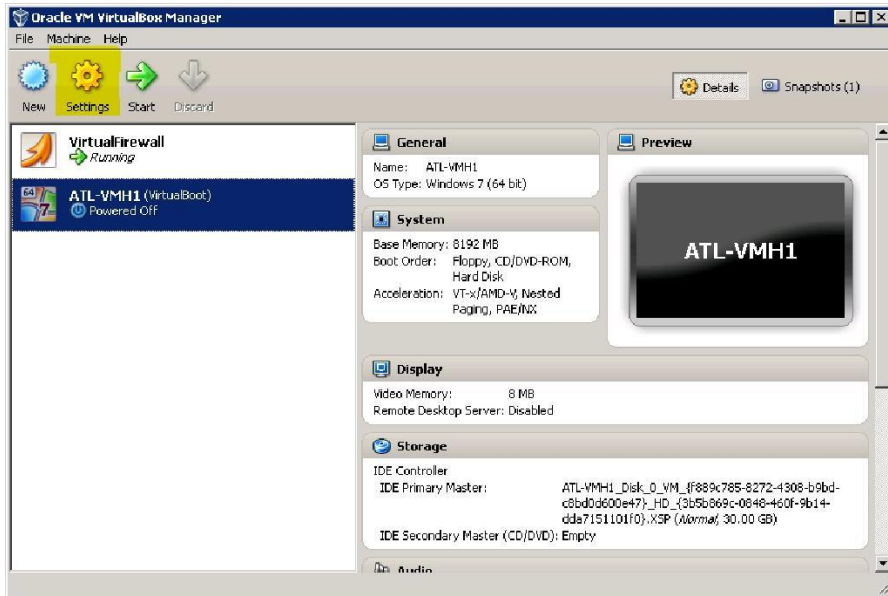 Oracle VM VirtualBox Manager
File Machine Help
New Settings Start Discard
Details Snapshots (1)
VirtualFirewall
Running
64
7
ATL-VMH1 (VirtualBoot)
Powered Off
General
Name: ATL-VMH1
OS Type: Windows 7 (64 bit)
System
Base Memory: 8192 MB
Boot Order: Floppy, CD/DVD-ROM,
Hard Disk
Acceleration: VT-x/AMD-V, Nested
Paging, PAE/NX
Preview
ATL-VMH1
Display
Video Memory: 8 MB
Remote Desktop Server: Disabled
Storage
IDE Controller
IDE Primary Master: ATL-VMH1_Disk_0_VM_{f889c785-8272-4308-b9bd-
c8bd0d600e47}_HD_{3b5b869c-0848-460f-9b14-
dda7151101f0}.XSP (Normal, 30.00 GB)
IDE Secondary Master (CD/DVD): Empty
Audio